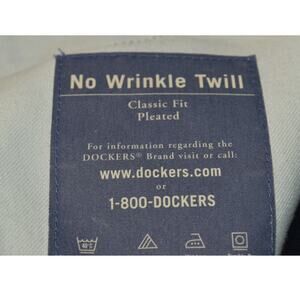 No Wrinkle Twill
Classic Fit
Pleated
For information regarding the
DOCKERS® Brand visit or call:
www.dockers.com
or
1-800-DOCKERS